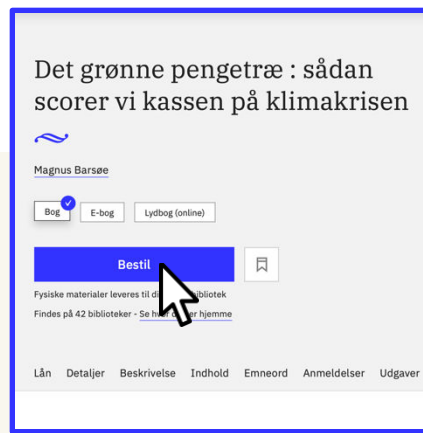 Det grønne pengetræ : sådan
scorer vi kassen på klimakrisen
Magnus Barsøe
Bog
E-bog
Lydbog (online)
Bestil
Fysiske materialer leveres til bibliotek
Findes på 42 biblioteker - Se hjemme
Lån Detaljer Beskrivelse Indhold Emneord Anmeldelser Udgaver